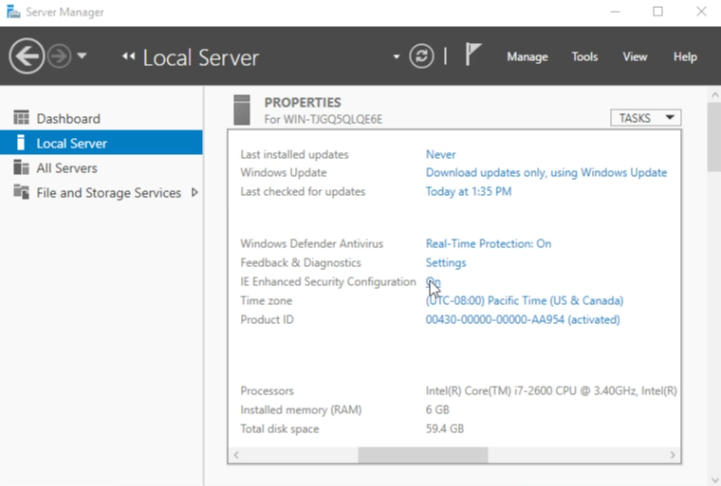 Server Manager
Local Server
Manage Tools View Help
Dashboard
Local Server
All Servers
File and Storage Services
PROPERTIES
For WIN-TJGQ5QLQE6E
TASKS
Last installed updates Never
Windows Update Download updates only, using Windows Update
Last checked for updates Today at 1:35 PM
Windows Defender Antivirus Real-Time Protection: On
Feedback & Diagnostics Settings
IE Enhanced Security Configuration On
Time zone (UTC-08:00) Pacific Time (US & Canada)
Product ID 00430-00000-00000-AA954 (activated)
Processors Intel(R) Core(TM) i7-2600 CPU @ 3.40GHz, Intel(R)
Installed memory (RAM) 6 GB
Total disk space 59.4 GB